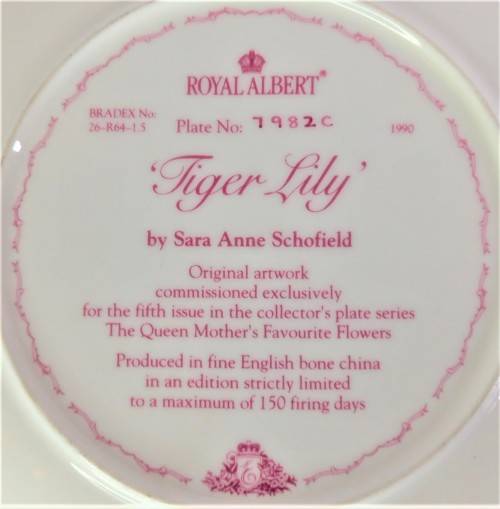 ROYAL ALBERT®
BRADEX No:
26-R64-1.5
Plate No: 7982C
1990
'Tiger Lily'
by Sara Anne Schofield
Original artwork
commissioned exclusively
for the fifth issue in the collector's plate series
The Queen Mother's Favourite Flowers
Produced in fine English bone china
in an edition strictly limited
to a maximum of 150 firing days